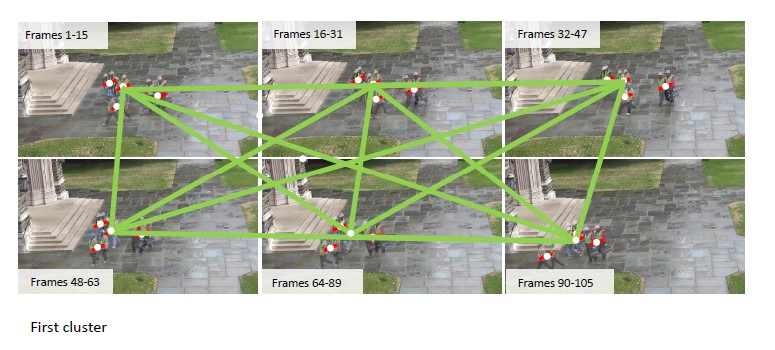 Frames 1-15
Frames 16-31
Frames 32-47
Frames 48-63
Frames 64-89
Frames 90-105
First cluster